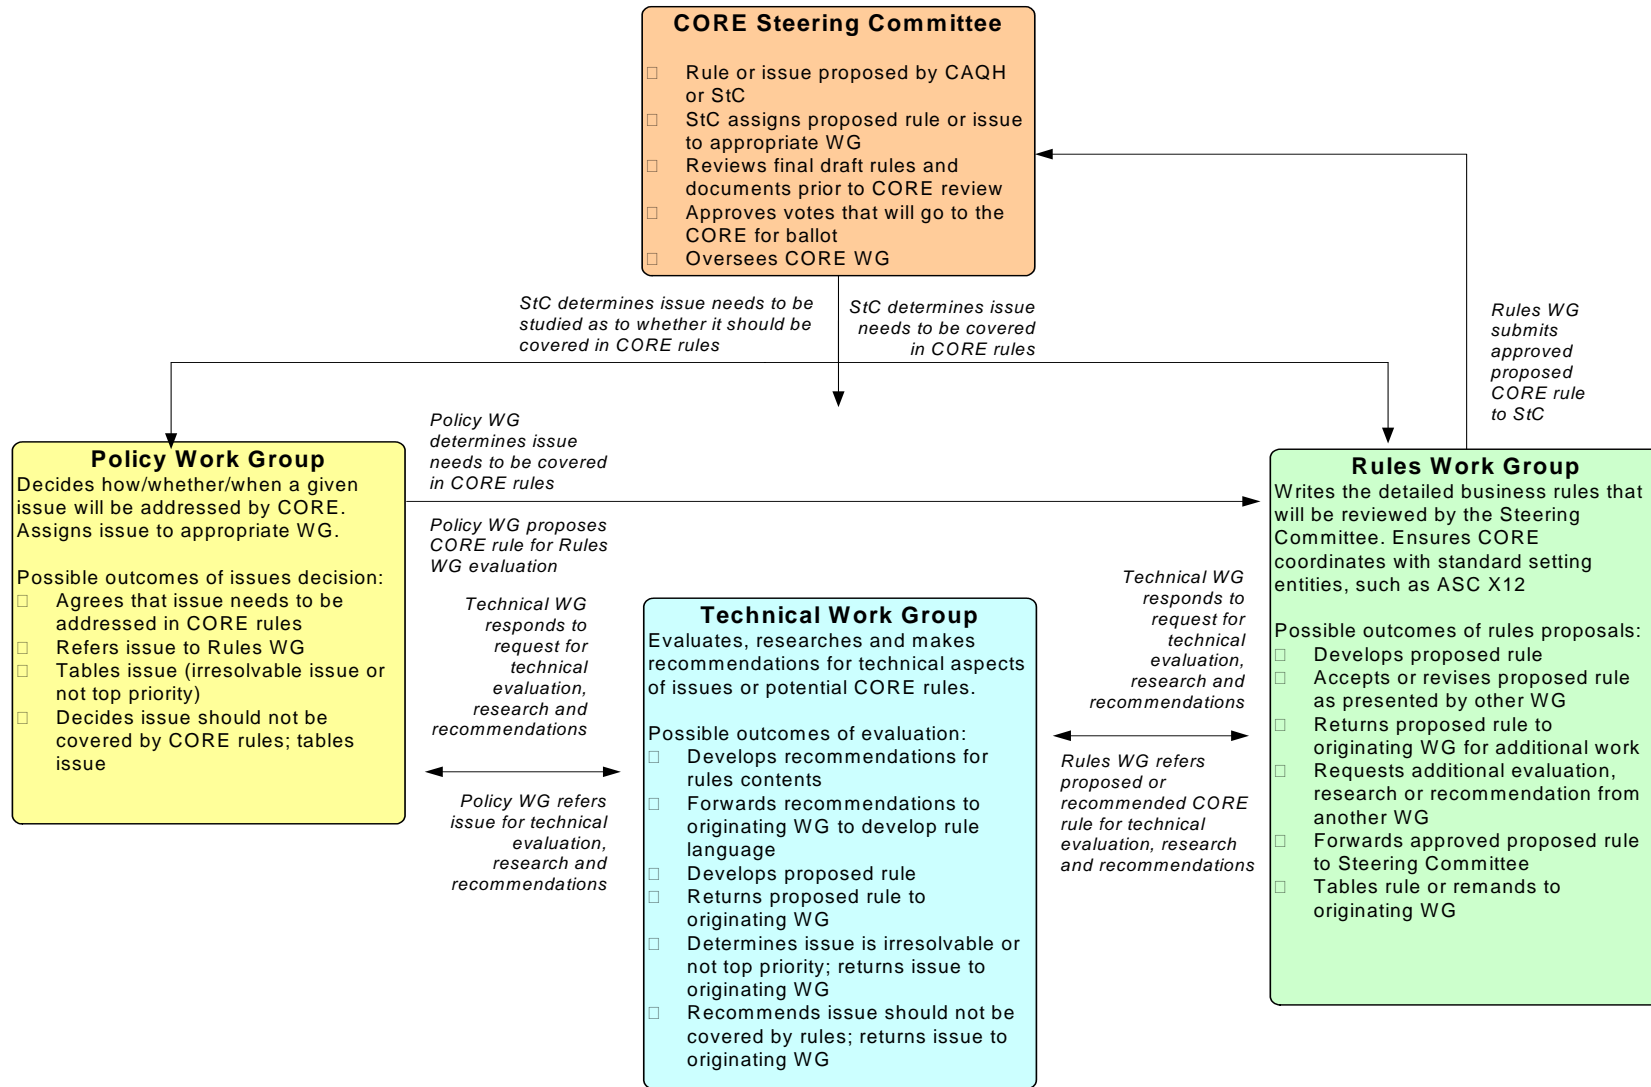 CORE Steering Committee
Rule or issue proposed by CAQH
or StC
StC assigns proposed rule or issue
to appropriate WG
Reviews final draft rules and
documents prior to CORE review
Approves votes that will go to the
CORE for ballot
Oversees CORE WG
StC determines issue needs to be
studied as to whether it should be
covered in CORE rules
StC determines issue
needs to be covered
in CORE rules
Rules WG
submits
approved
proposed
CORE rule
to StC
Policy WG
determines issue
needs to be covered
in CORE rules
Policy Work Group
Decides how/whether/when a given
issue will be addressed by CORE.
Assigns issue to appropriate WG.
Possible outcomes of issues decision:
Agrees that issue needs to be
addressed in CORE rules
Refers issue to Rules WG
Tables issue (irresolvable issue or
not top priority)
Decides issue should not be
covered by CORE rules; tables
issue
Policy WG proposes
CORE rule for Rules
WG evaluation
Technical WG
responds to
request for
technical
evaluation,
research and
recommendations
Policy WG refers
issue for technical
evaluation,
research and
recommendations
Technical Work Group
Evaluates, researches and makes
recommendations for technical aspects
of issues or potential CORE rules.
Possible outcomes of evaluation:
Develops recommendations for
rules contents
Forwards recommendations to
originating WG to develop rule
language
Develops proposed rule
Returns proposed rule to
originating WG
Determines issue is irresolvable or
not top priority; returns issue to
originating WG
Recommends issue should not be
covered by rules; returns issue to
originating WG
Technical WG
responds to
request for
technical
evaluation,
research and
recommendations
Rules WG refers
proposed or
recommended CORE
rule for technical
evaluation, research
and recommendations
Rules Work Group
Writes the detailed business rules that
will be reviewed by the Steering
Committee. Ensures CORE
coordinates with standard setting
entities, such as ASC X12
Possible outcomes of rules proposals:
Develops proposed rule
Accepts or revises proposed rule
as presented by other WG
Returns proposed rule to
originating WG for additional work
Requests additional evaluation,
research or recommendation from
another WG
Forwards approved proposed rule
to Steering Committee
Tables rule or remands to
originating WG